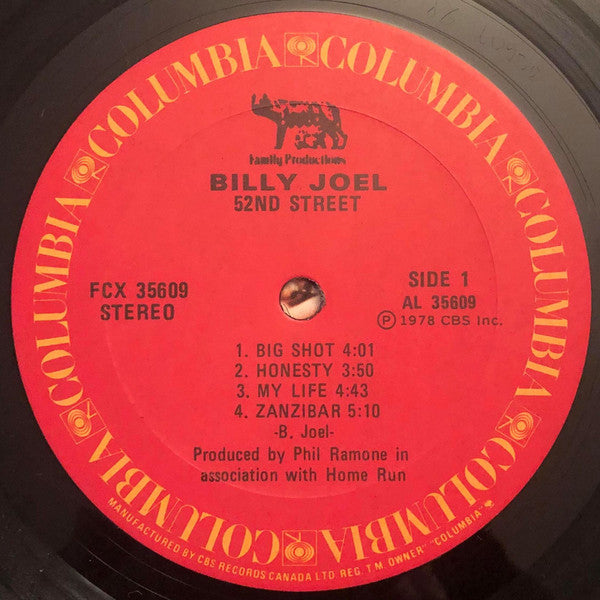 COLUMBIA COLUMBIA COLUMBIA COLUMBIA COLUMBIA COLUMBIA
Family Productions
BILLY JOEL
52ND STREET
FCX 35609
STEREO
SIDE 1
AL 35609
Ⓟ 1978 CBS Inc.
1. BIG SHOT 4:01
2. HONESTY 3:50
3. MY LIFE 4:43
4. ZANZIBAR 5:10
-B. Joel-
Produced by Phil Ramone in
association with Home Run
MANUFACTURED BY CBS RECORDS CANADA LTD REG. T.M. OWNER "COLUMBIA"